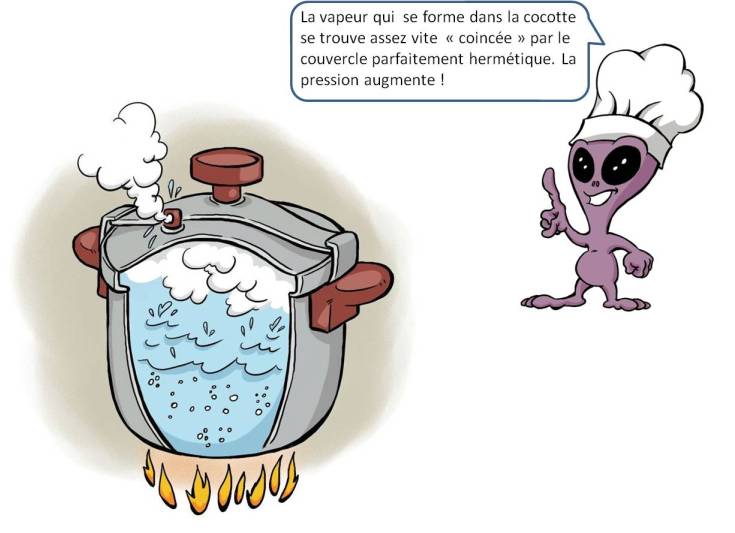 La vapeur qui se forme dans la cocotte
se trouve assez vite « coincée » par le
couvercle parfaitement hermétique. La
pression augmente !